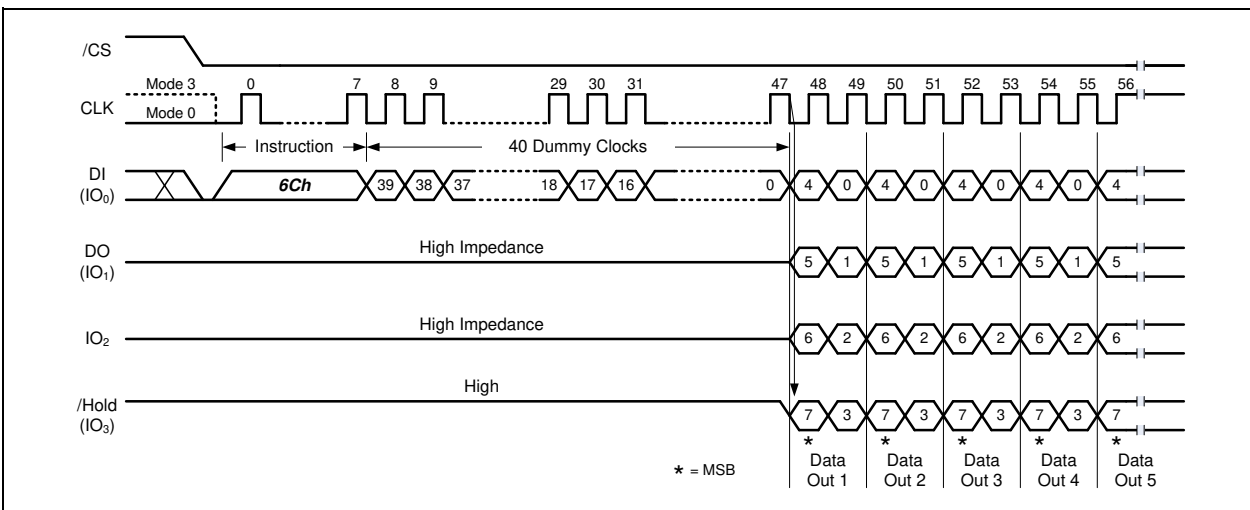 /CS
Mode 3 0 7 8 9 29 30 31 47 48 49 50 51 52 53 54 55 56
CLK
Mode 0
Instruction 40 Dummy Clocks
DI
(IO0)
6Ch 39 38 37 18 17 16 0 4 0 4 0 4 0 4 0 4
High Impedance
DO
(IO1)
5 1 5 1 5 1 5 1 5
High Impedance
IO2
6 2 6 2 6 2 6 2 6
High
/Hold
(IO3)
7 3 7 3 7 3 7 3 7
* * * * *
* = MSB
Data Data Data Data Data
Out 1 Out 2 Out 3 Out 4 Out 5